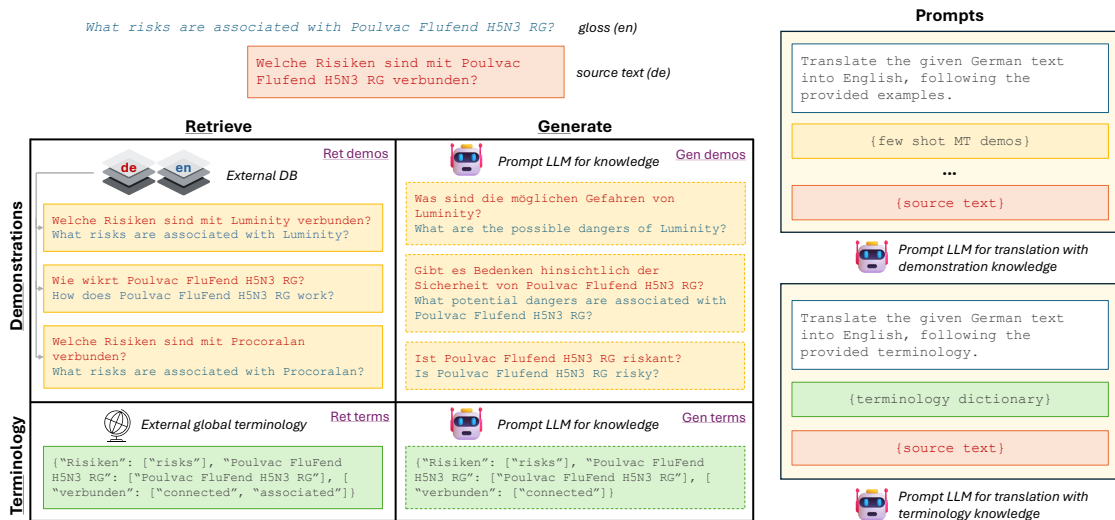 What risks are associated with Poulvac Flufend H5N3 RG?
gloss (en)
Welche Risiken sind mit Poulvac
Flufend H5N3 RG verbunden?
source text (de)
Retrieve
Generate
Demonstrations
de
en
External DB
Ret demos
Welche Risiken sind mit Luminity verbunden?
What risks are associated with Luminity?
Wie wikrt Poulvac FluFend H5N3 RG?
How does Poulvac FluFend H5N3 RG work?
Welche Risiken sind mit Procoralan
verbunden?
What risks are associated with Procoralan?
Prompt LLM for knowledge
Gen demos
Was sind die möglichen Gefahren von
Luminity?
What are the possible dangers of Luminity?
Gibt es Bedenken hinsichtlich der
Sicherheit von Poulvac Flufend H5N3 RG?
What potential dangers are associated with
Poulvac Flufend H5N3 RG?
Ist Poulvac Flufend H5N3 RG riskant?
Is Poulvac Flufend H5N3 RG risky?
Terminology
External global terminology
Ret terms
{“Risiken”: [“risks”], “Poulvac FluFend
H5N3 RG”: [“Poulvac FluFend H5N3 RG”], [
“verbunden”: [“connected”, “associated”]}
Prompt LLM for knowledge
Gen terms
{“Risiken”: [“risks”], “Poulvac FluFend
H5N3 RG”: [“Poulvac FluFend H5N3 RG”], [
“verbunden”: [“connected”]}
Prompts
Translate the given German text
into English, following the
provided examples.
{few shot MT demos}
...
{source text}
Prompt LLM for translation with
demonstration knowledge
Translate the given German text
into English, following the
provided terminology.
{terminology dictionary}
{source text}
Prompt LLM for translation with
terminology knowledge